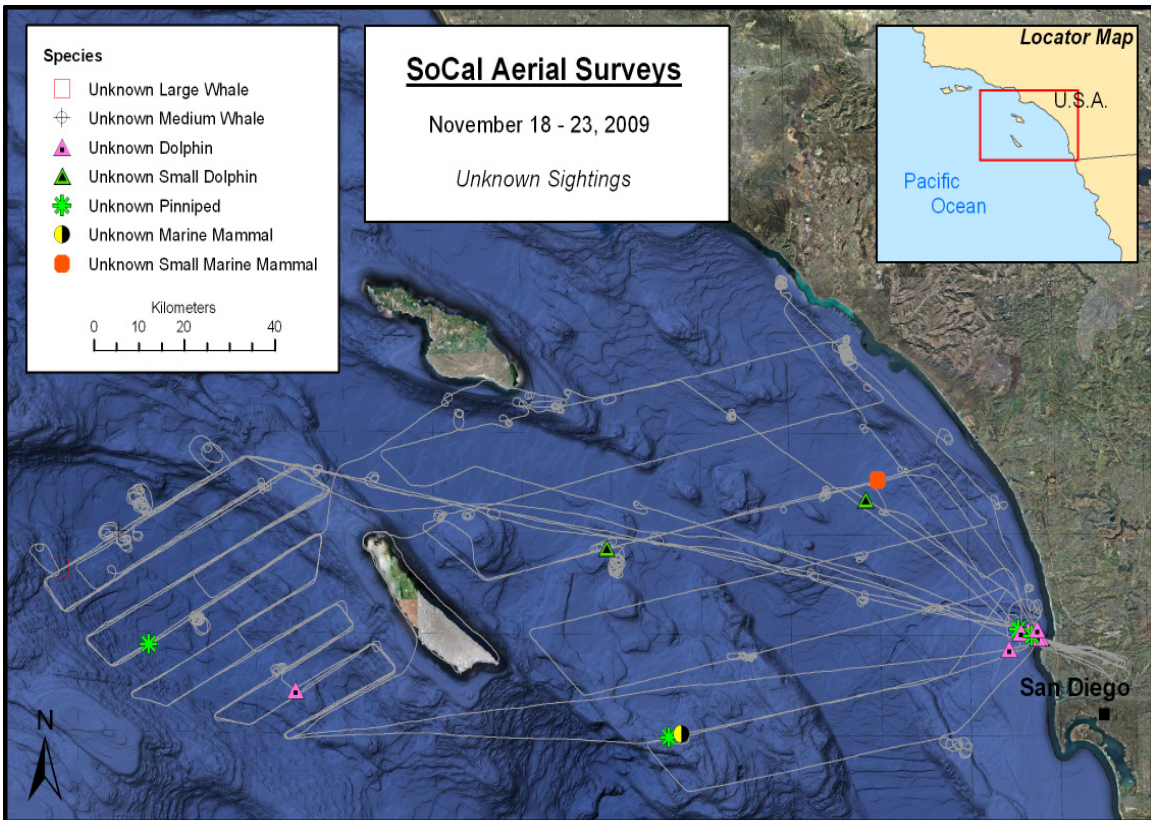 Species
Unknown Large Whale
Unknown Medium Whale
Unknown Dolphin
Unknown Small Dolphin
Unknown Pinniped
Unknown Marine Mammal
Unknown Small Marine Mammal
Kilometers
0 10 20 40
SoCal Aerial Surveys
November 18 - 23, 2009
Unknown Sightings
Locator Map
U.S.A.
Pacific
Ocean
San Diego
N